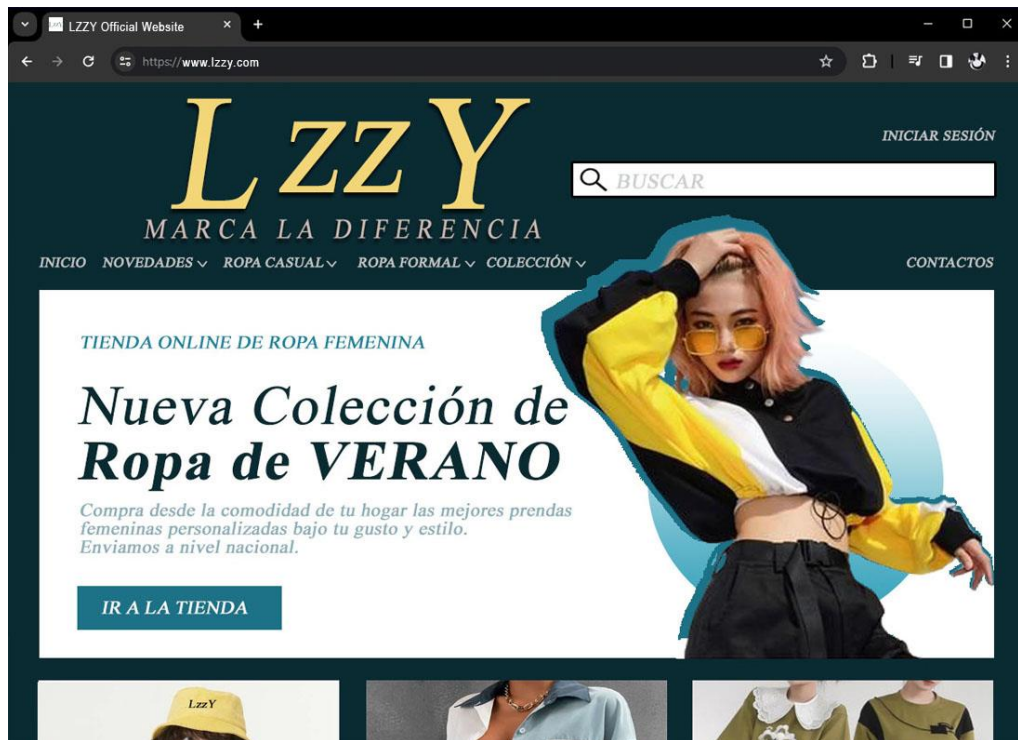 LZZY Official Website
https://www.lzzy.com
LzzY
MARCA LA DIFERENCIA
INICIAR SESIÓN
BUSCAR
INICIO NOVEDADES ROPA CASUAL ROPA FORMAL COLECCIÓN CONTACTOS
TIENDA ONLINE DE ROPA FEMENINA
Nueva Colección de
Ropa de VERANO
Compra desde la comodidad de tu hogar las mejores prendas
femeninas personalizadas bajo tu gusto y estilo.
Enviamos a nivel nacional.
IR A LA TIENDA
LzzY